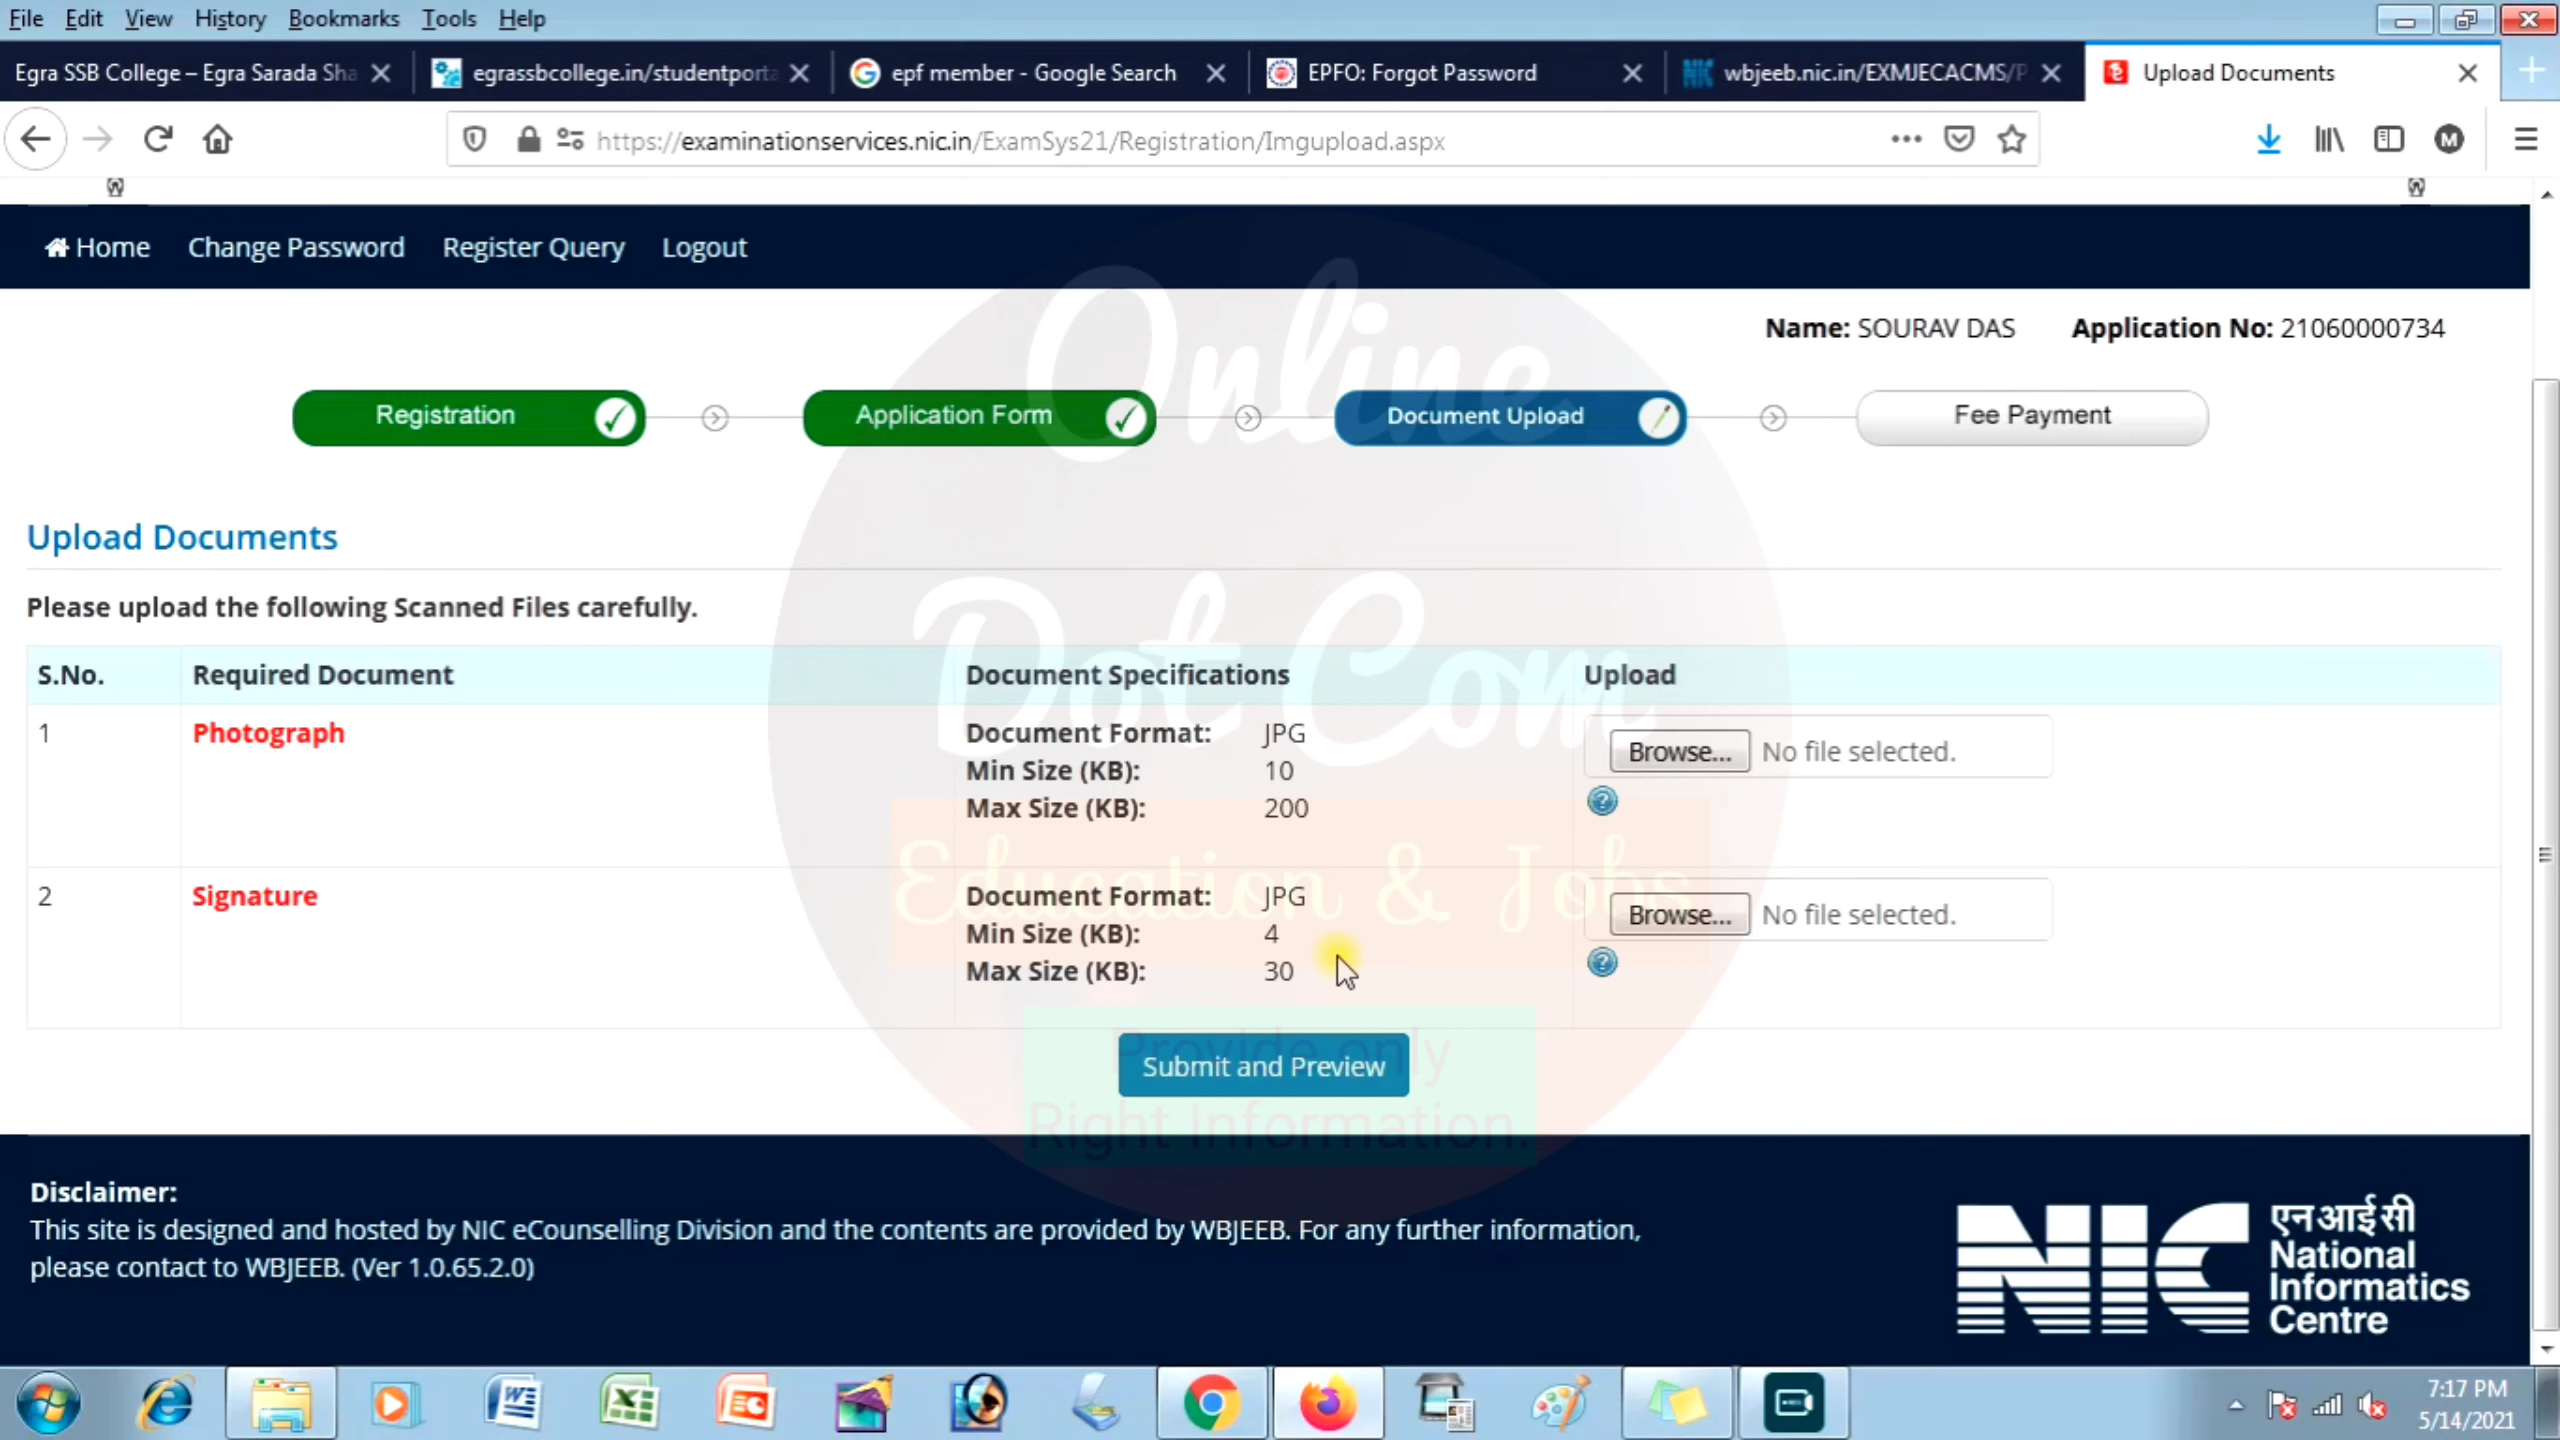 File Edit View History Bookmarks Tools Help
Egra SSB College – Egra Sarada Sha
egrassbcollege.in/studentporta
epf member - Google Search
EPFO: Forgot Password
wbjeeb.nic.in/EXMJECACMS/P
Upload Documents
https://examinationservices.nic.in/ExamSys21/Registration/Imgupload.aspx
M
Home Change Password Register Query Logout
Name: SOURAV DAS Application No: 21060000734
Registration Application Form Document Upload Fee Payment
Online
Dot Com
Education & Jobs
Provide only
Right Information.
Upload Documents
Please upload the following Scanned Files carefully.
S.No. Required Document Document Specifications Upload
1 Photograph Document Format: JPG
Min Size (KB): 10
Max Size (KB): 200
Browse... No file selected.
2 Signature Document Format: JPG
Min Size (KB): 4
Max Size (KB): 30
Browse... No file selected.
Submit and Preview
Disclaimer:
This site is designed and hosted by NIC eCounselling Division and the contents are provided by WBJEEB. For any further information,
please contact to WBJEEB. (Ver 1.0.65.2.0)
NIC
एन आई सी
National
Informatics
Centre
7:17 PM
5/14/2021